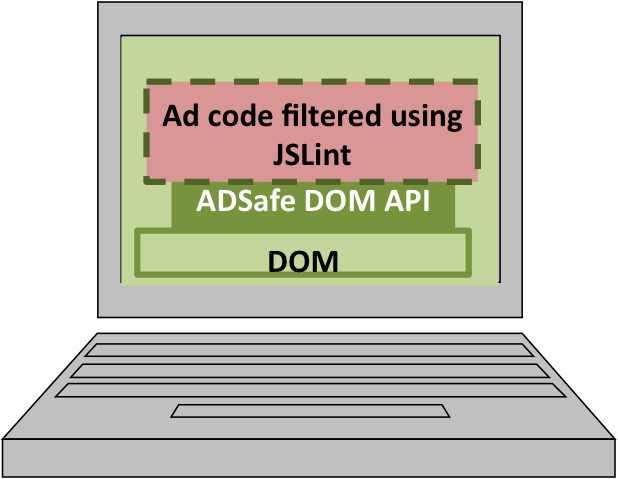 Ad code filtered using
JSLint
ADSafe DOM API
DOM